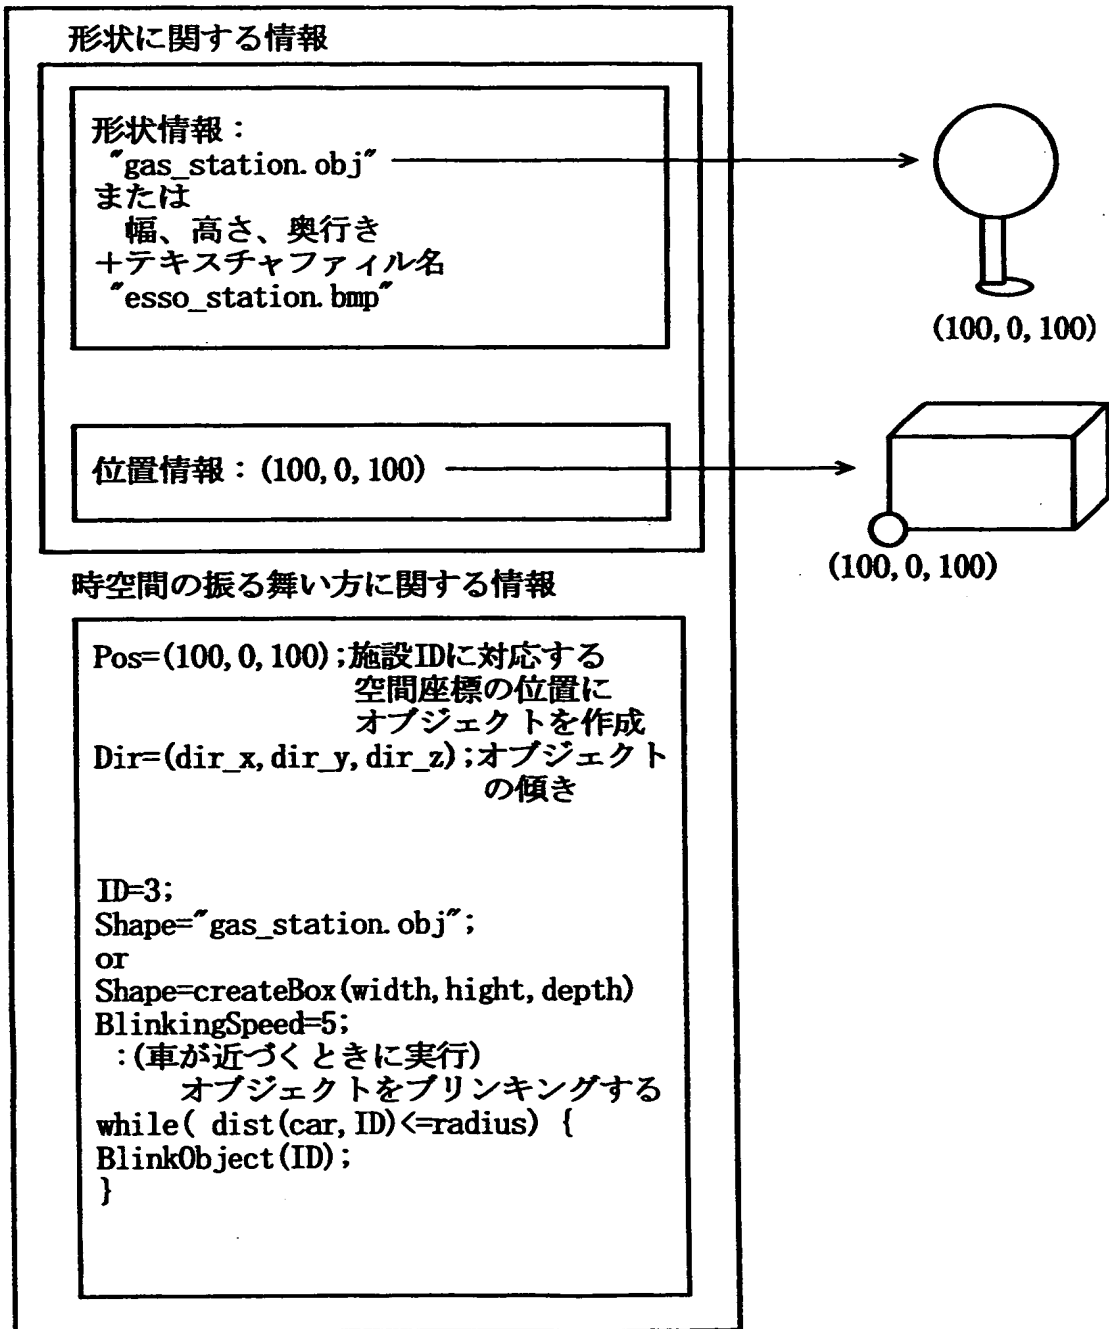 形状に関する情報
形状情報：
"gas_station.obj"
または
幅、高さ、奥行き
＋テキスチャファィル名
"esso_station.bmp"
(100,0,100)
位置情報：(100,0,100)
(100,0,100)
時空間の振る舞い方に関する情報
Pos=(100,0,100);施設IDに対応する
空間座標の位置に
オブジェクトを作成
Dir=(dir_x,dir_y,dir_z);オブジェクト
の傾き
ID=3;
Shape="gas_station.obj";
or
Shape=createBox(width,hight,depth)
BlinkingSpeed=5;
:(車が近づくときに実行)
オブジェクトをブリンキングする
while( dist(car,ID)<=radius) {
BlinkObject(ID);
}